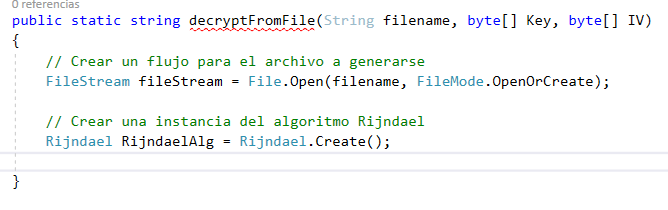 0 referencias
public static string decryptFromFile(String filename, byte[] Key, byte[] IV)
{
// Crear un flujo para el archivo a generarse
FileStream fileStream = File.Open(filename, FileMode.OpenOrCreate);
// Crear una instancia del algoritmo Rijndael
Rijndael RijndaelAlg = Rijndael.Create();
}